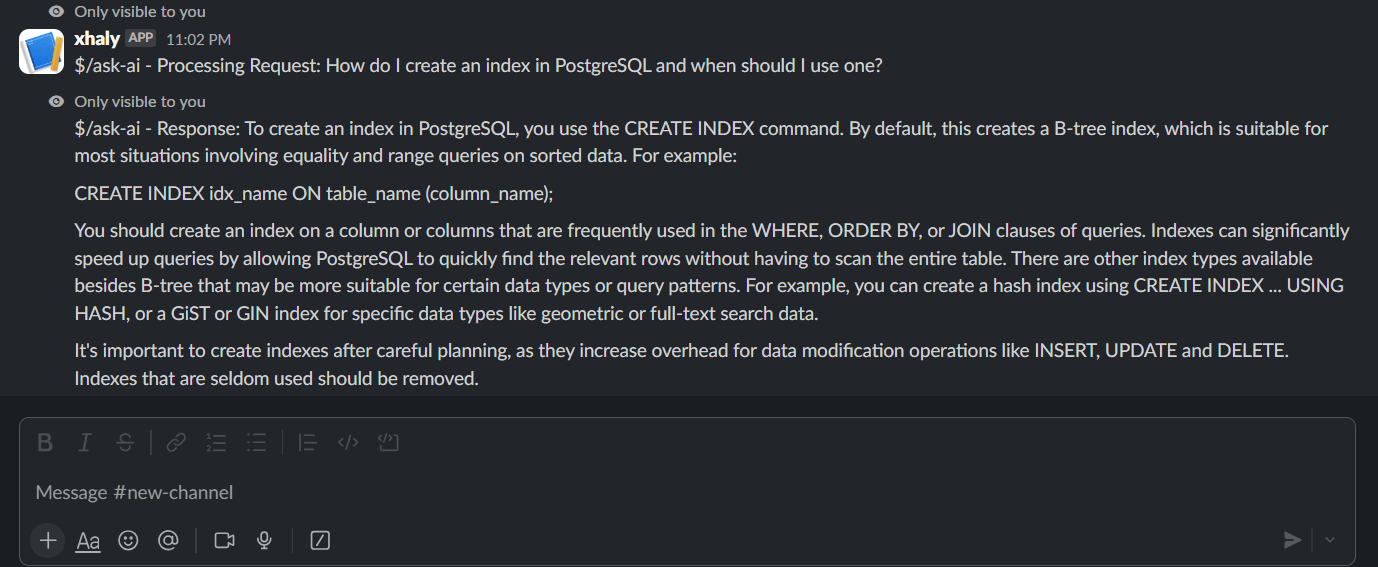 Only visible to you
xhaly APP 11:02 PM
$/ask-ai - Processing Request: How do I create an index in PostgreSQL and when should I use one?
Only visible to you
$/ask-ai - Response: To create an index in PostgreSQL, you use the CREATE INDEX command. By default, this creates a B-tree index, which is suitable for
most situations involving equality and range queries on sorted data. For example:
CREATE INDEX idx_name ON table_name (column_name);
You should create an index on a column or columns that are frequently used in the WHERE, ORDER BY, or JOIN clauses of queries. Indexes can significantly
speed up queries by allowing PostgreSQL to quickly find the relevant rows without having to scan the entire table. There are other index types available
besides B-tree that may be more suitable for certain data types or query patterns. For example, you can create a hash index using CREATE INDEX ... USING
HASH, or a GiST or GIN index for specific data types like geometric or full-text search data.
It's important to create indexes after careful planning, as they increase overhead for data modification operations like INSERT, UPDATE and DELETE.
Indexes that are seldom used should be removed.
B I S
Message #new-channel
Aa